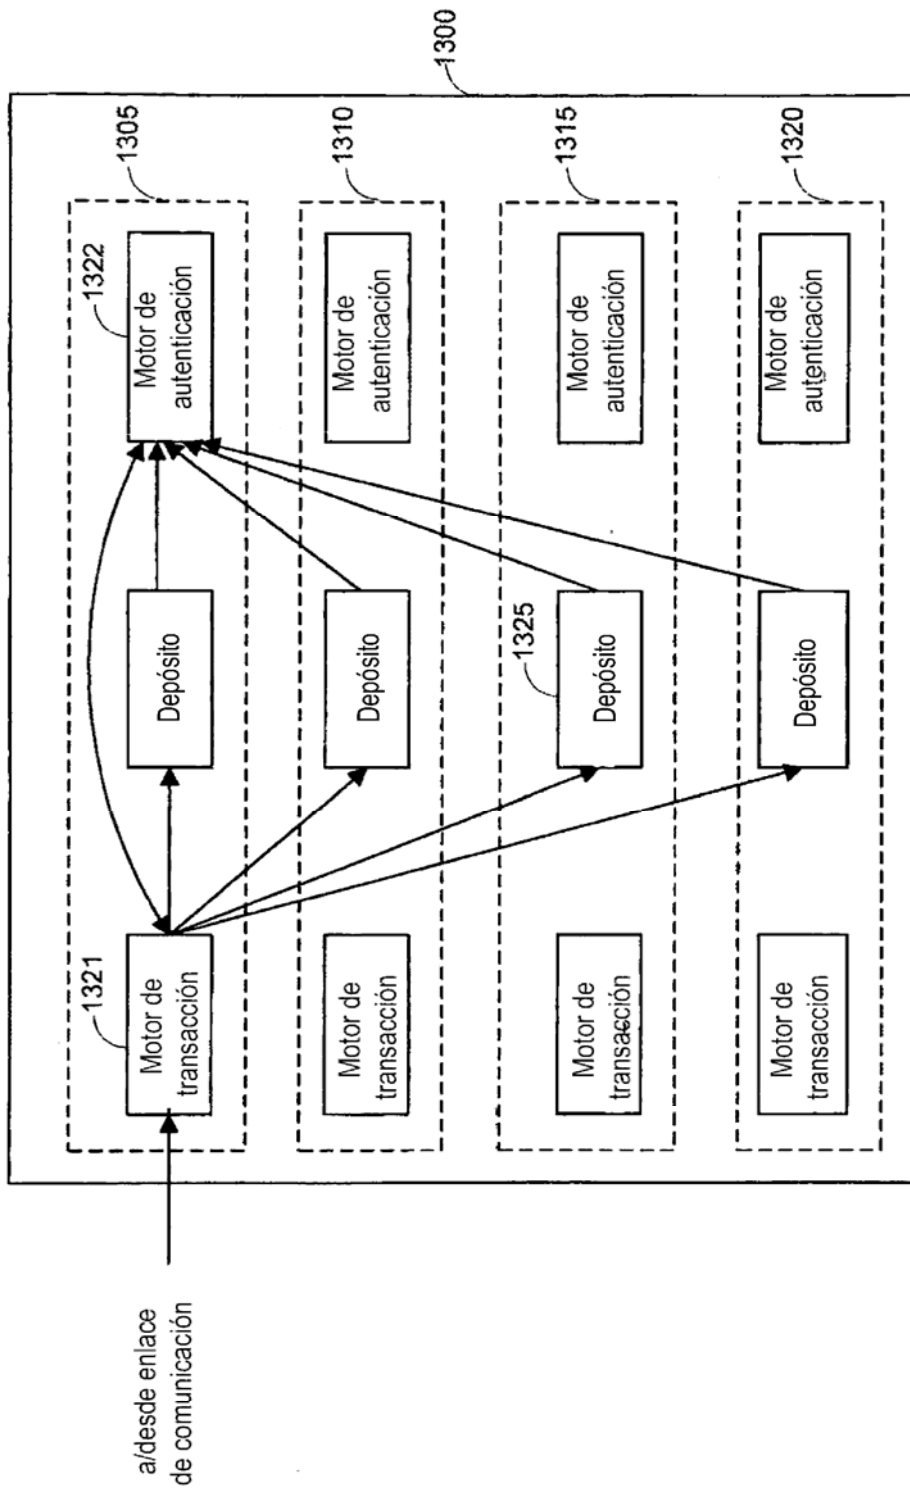 a/desde enlace
de comunicación
1300
1305
1321
Motor de
transacción
Depósito
1322
Motor de
autenticación
1310
Motor de
transacción
Depósito
Motor de
autenticación
1315
Motor de
transacción
1325
Depósito
Motor de
autenticación
1320
Motor de
transacción
Depósito
Motor de
autenticación